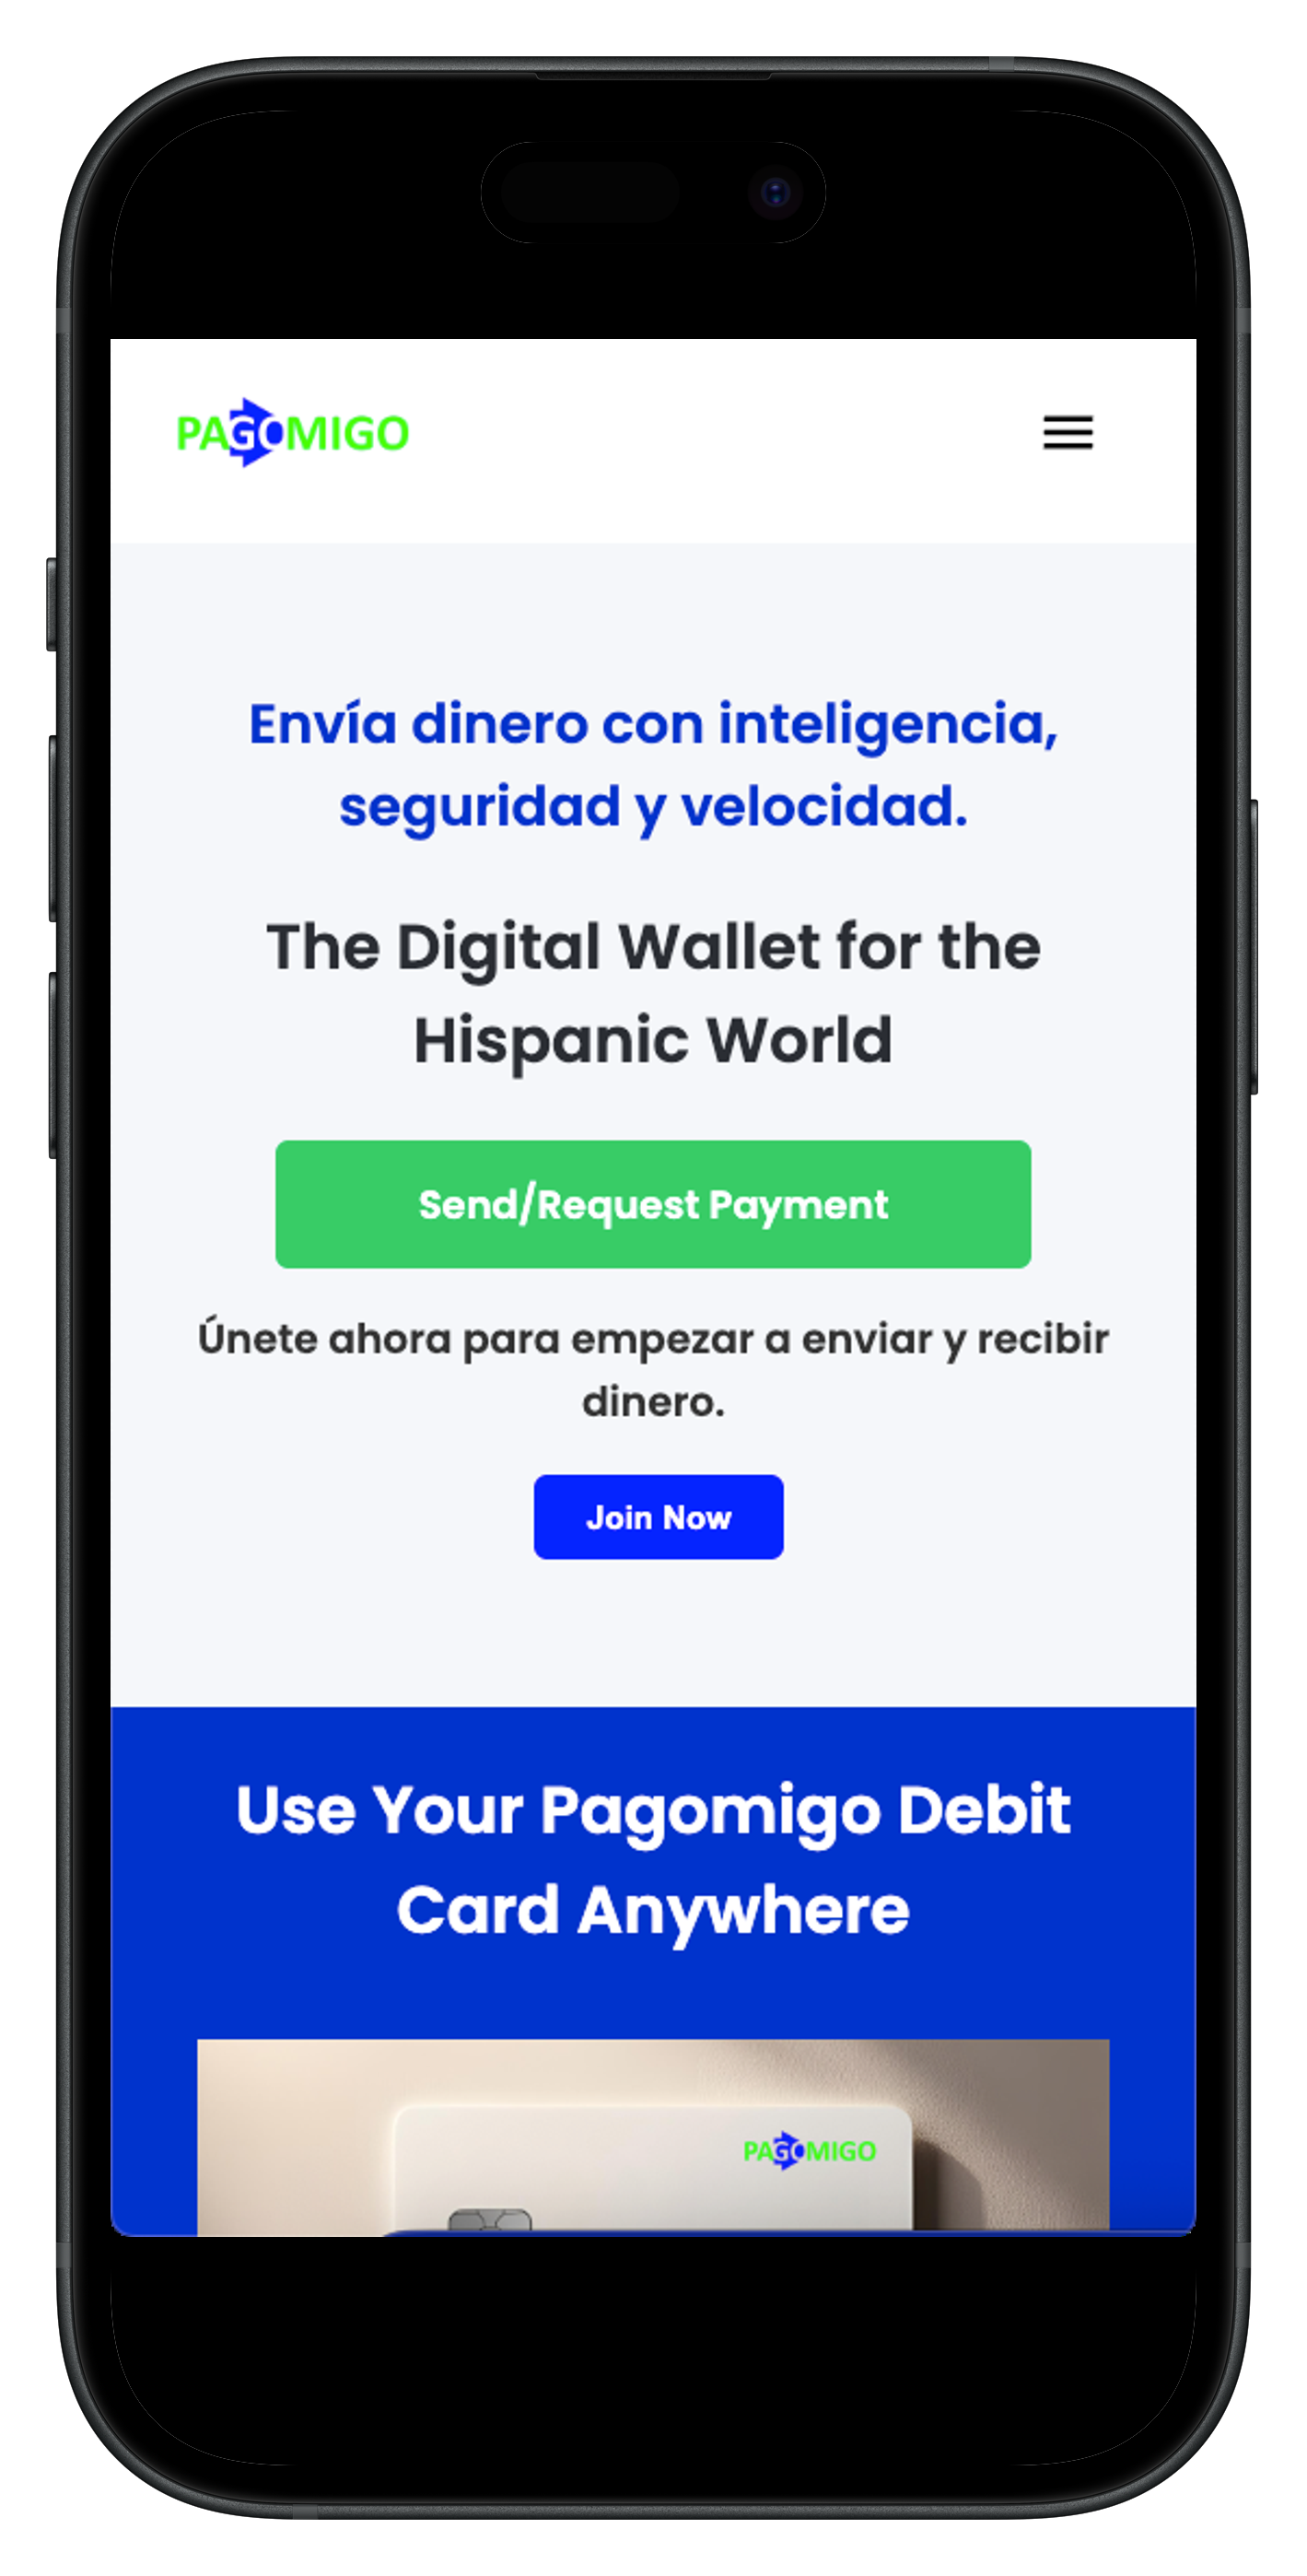 PAGOMIGO
Envía dinero con inteligencia,
seguridad y velocidad.
The Digital Wallet for the
Hispanic World
Send/Request Payment
Únete ahora para empezar a enviar y recibir
dinero.
Join Now
Use Your Pagomigo Debit
Card Anywhere
PAGOMIGO